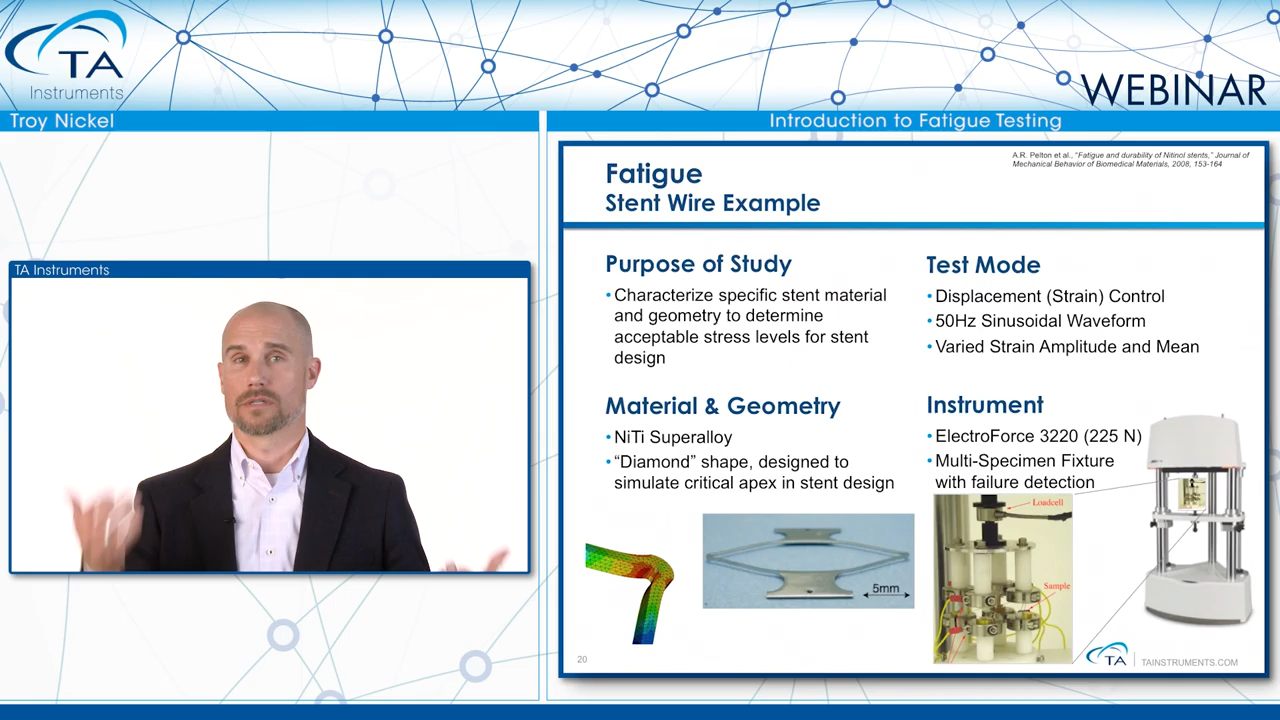 TA
Instruments
WEBINAR
Troy Nickel
Introduction to Fatigue Testing
TA Instruments
A.R. Pelton et al., “Fatigue and durability of Nitinol stents,” Journal of
Mechanical Behavior of Biomedical Materials, 2008, 153-164
Fatigue
Stent Wire Example
Purpose of Study
•Characterize specific stent material
and geometry to determine
acceptable stress levels for stent
design
Test Mode
•Displacement (Strain) Control
•50Hz Sinusoidal Waveform
•Varied Strain Amplitude and Mean
Material & Geometry
•NiTi Superalloy
•“Diamond” shape, designed to
simulate critical apex in stent design
Instrument
•ElectroForce 3220 (225 N)
•Multi-Specimen Fixture
with failure detection
5mm
Loadcell
Sample
20
TA
TAINSTRUMENTS.COM